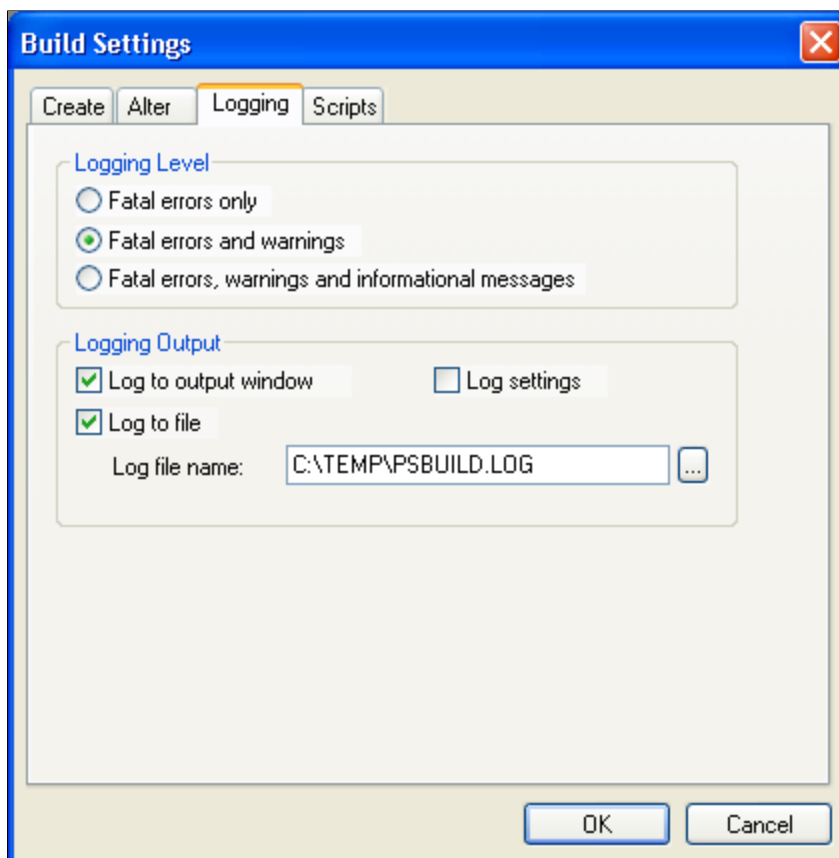 Build Settings
Create Alter Logging Scripts
Logging Level
Fatal errors only
Fatal errors and warnings
Fatal errors, warnings and informational messages
Logging Output
Log to output window Log settings
Log to file
Log file name: C:\TEMP\PSBUILD.LOG ...
OK Cancel